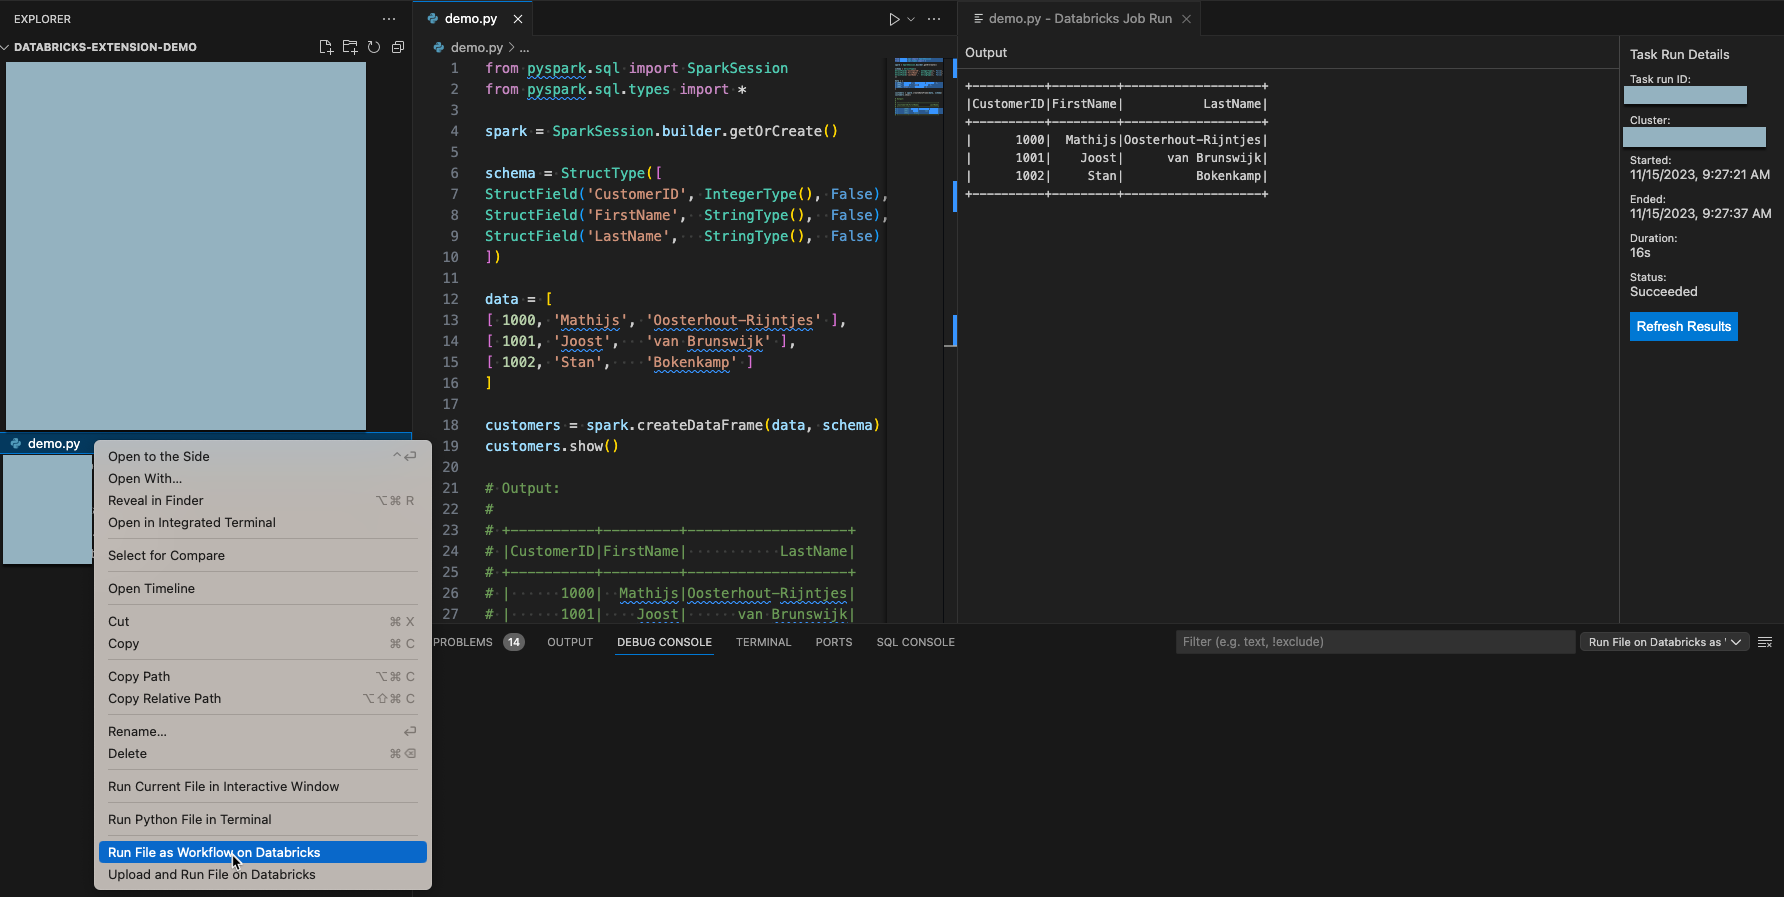 EXPLORER
DATABRICKS-EXTENSION-DEMO
demo.py
Open to the Side ^⏎
Open With...
Reveal in Finder ⌥⌘ R
Open in Integrated Terminal
Select for Compare
Open Timeline
Cut ⌘ X
Copy ⌘ C
Copy Path ⌥⌘ C
Copy Relative Path ⌥⇧⌘ C
Rename... ⏎
Delete ⌘⌫
Run Current File in Interactive Window
Run Python File in Terminal
Run File as Workflow on Databricks
Upload and Run File on Databricks
demo.py
demo.py > ...
1 from pyspark.sql import SparkSession
2 from pyspark.sql.types import *
3
4 spark = SparkSession.builder.getOrCreate()
5
6 schema = StructType([
7 StructField('CustomerID', IntegerType(), False),
8 StructField('FirstName',  StringType(),  False),
9 StructField('LastName',   StringType(),  False)
10 ])
11
12 data = [
13 [ 1000, 'Mathijs', 'Oosterhout-Rijntjes' ],
14 [ 1001, 'Joost',   'van Brunswijk' ],
15 [ 1002, 'Stan',    'Bokenkamp' ]
16 ]
17
18 customers = spark.createDataFrame(data, schema)
19 customers.show()
20
21 # Output:
22 #
23 # +----------+---------+-------------------+
24 # |CustomerID|FirstName|           LastName|
25 # +----------+---------+-------------------+
26 # |      1000|  Mathijs|Oosterhout-Rijntjes|
27 # |      1001|    Joost|      van Brunswijk|
demo.py - Databricks Job Run
Output
+----------+---------+-------------------+
|CustomerID|FirstName|           LastName|
+----------+---------+-------------------+
|      1000|  Mathijs|Oosterhout-Rijntjes|
|      1001|    Joost|      van Brunswijk|
|      1002|     Stan|          Bokenkamp|
+----------+---------+-------------------+
Task Run Details
Task run ID:
Cluster:
Started:
11/15/2023, 9:27:21 AM
Ended:
11/15/2023, 9:27:37 AM
Duration:
16s
Status:
Succeeded
Refresh Results
PROBLEMS 14 OUTPUT DEBUG CONSOLE TERMINAL PORTS SQL CONSOLE
Filter (e.g. text, !exclude)
Run File on Databricks as '